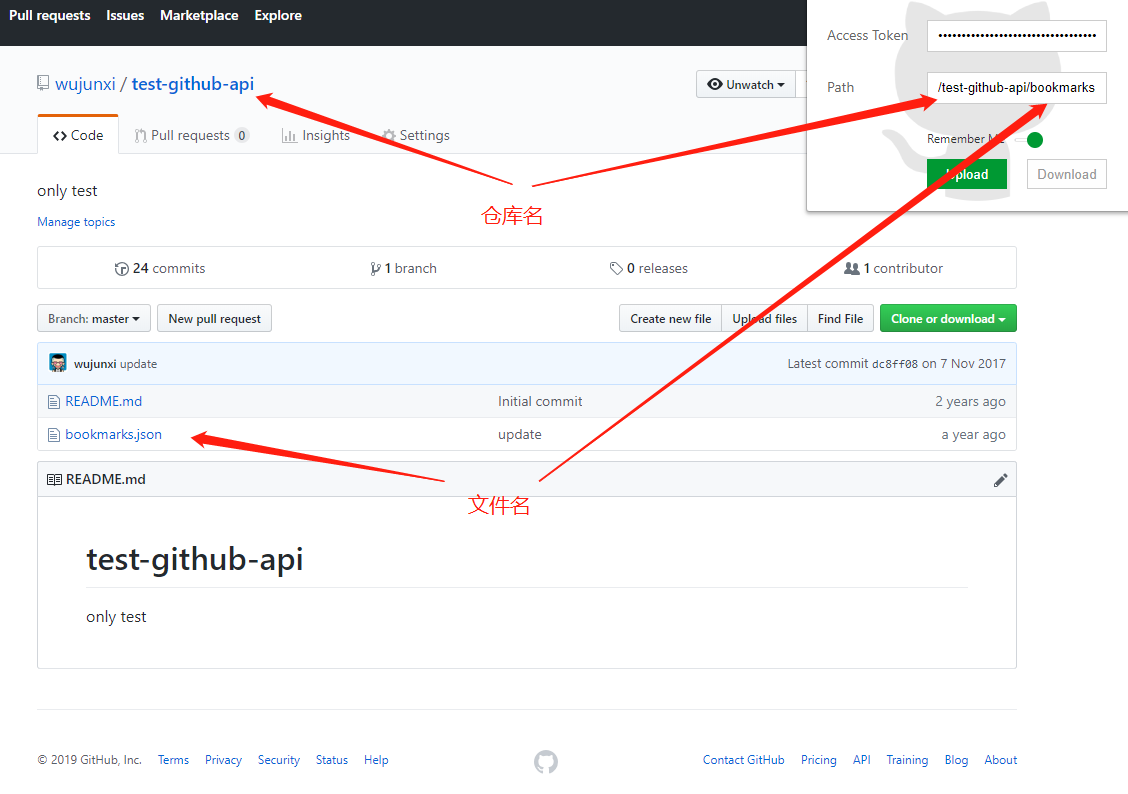 Pull requests Issues Marketplace Explore
Access Token ••••••••••••••••••••••••••••••••
Path /test-github-api/bookmarks
Remember Me
Upload Download
wujunxi / test-github-api
Unwatch
Code Pull requests 0 Insights Settings
only test
Manage topics
仓库名
24 commits 1 branch 0 releases 1 contributor
Branch: master New pull request Create new file Upload files Find File Clone or download
wujunxi update Latest commit dc8ff08 on 7 Nov 2017
README.md Initial commit 2 years ago
bookmarks.json update a year ago
README.md
文件名
test-github-api
only test
© 2019 GitHub, Inc. Terms Privacy Security Status Help Contact GitHub Pricing API Training Blog About